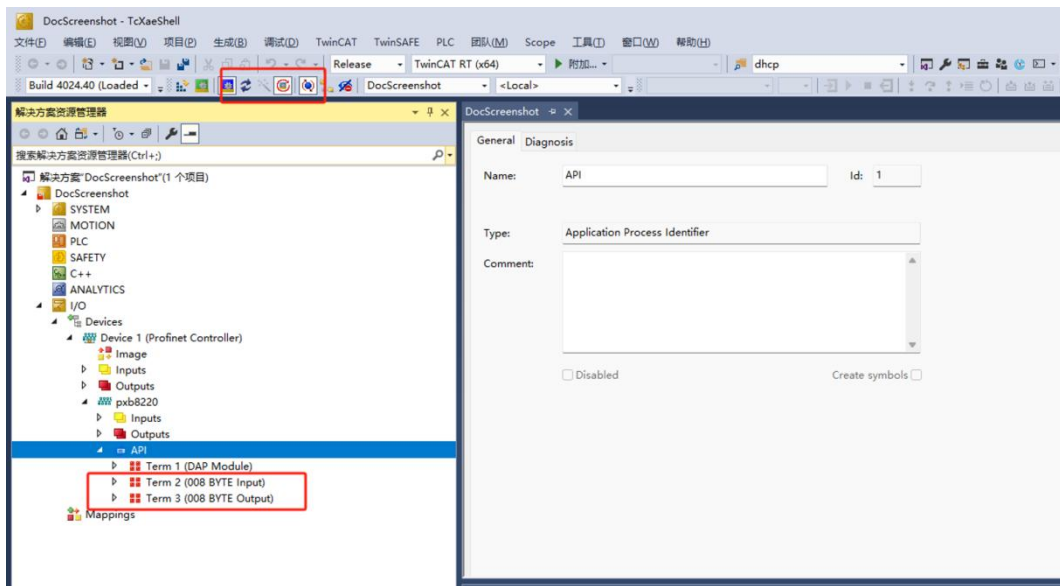 DocScreenshot - TcXaeShell
文件(F) 编辑(E) 视图(V) 项目(P) 生成(B) 调试(D) TwinCAT TwinSAFE PLC 团队(M) Scope 工具(T) 窗口(W) 帮助(H)
Release TwinCAT RT (x64) 附加... dhcp
Build 4024.40 (Loaded DocScreenshot <Local>
解决方案资源管理器
搜索解决方案资源管理器(Ctrl+;)
解决方案"DocScreenshot"(1 个项目)
DocScreenshot
SYSTEM
MOTION
PLC
SAFETY
C++
ANALYTICS
I/O
Devices
Device 1 (Profinet Controller)
Image
Inputs
Outputs
pxb8220
Inputs
Outputs
API
Term 1 (DAP Module)
Term 2 (008 BYTE Input)
Term 3 (008 BYTE Output)
Mappings
DocScreenshot
General Diagnosis
Name: API Id: 1
Type: Application Process Identifier
Comment:
Disabled Create symbols